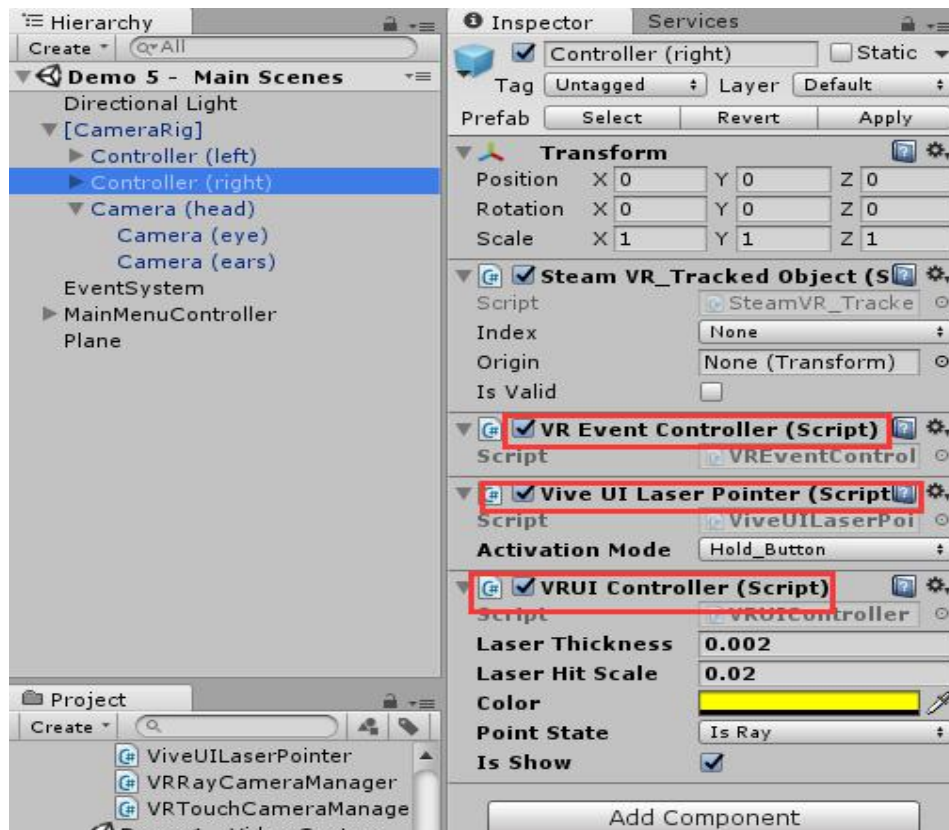 Hierarchy
Create All
Demo 5 - Main Scenes
Directional Light
[CameraRig]
Controller (left)
Controller (right)
Camera (head)
Camera (eye)
Camera (ears)
EventSystem
MainMenuController
Plane
Project
Create
ViveUILaserPointer
VRRayCameraManager
VRTouchCameraManage
Inspector Services
Controller (right) Static
Tag Untagged Layer Default
Prefab Select Revert Apply
Transform
Position X 0 Y 0 Z 0
Rotation X 0 Y 0 Z 0
Scale X 1 Y 1 Z 1
Steam VR_Tracked Object (S
Script SteamVR_Tracke
Index None
Origin None (Transform)
Is Valid
VR Event Controller (Script)
Script VREventControl
Vive UI Laser Pointer (Script
Script ViveUILaserPoi
Activation Mode Hold_Button
VRUI Controller (Script)
Script VRUIController
Laser Thickness 0.002
Laser Hit Scale 0.02
Color
Point State Is Ray
Is Show
Add Component